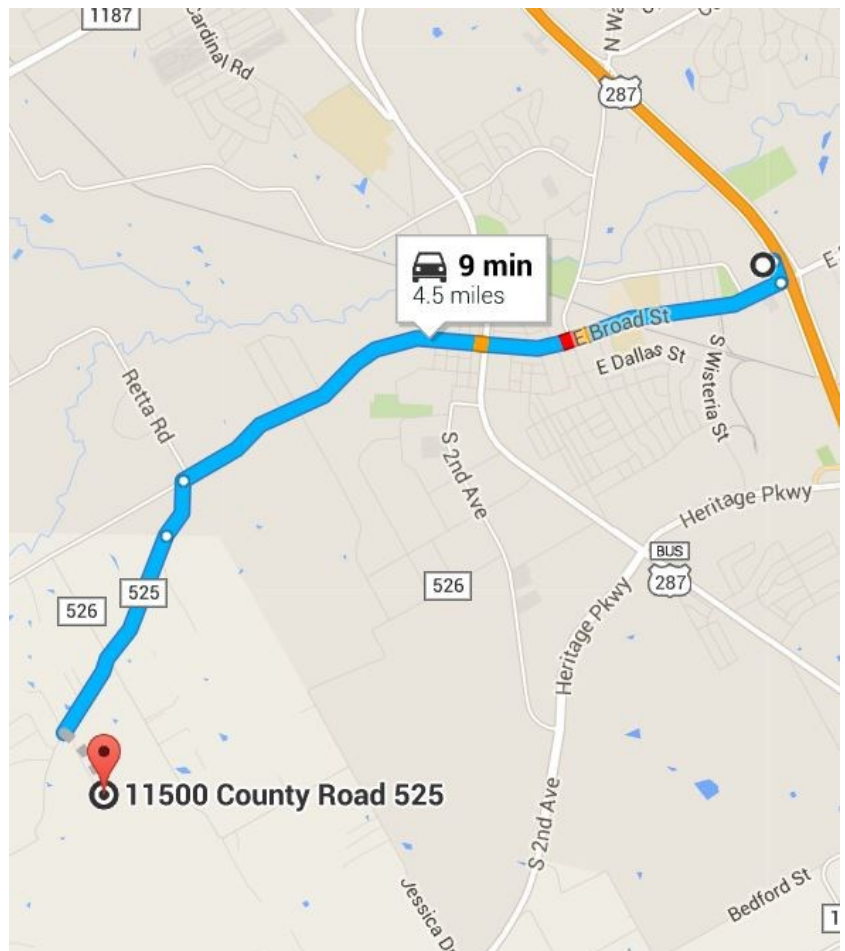 1187
Cardinal Rd
N Wa
287
9 min
4.5 miles
E Broad St
E Dallas St
S Wisteria St
Retta Rd
S 2nd Ave
Heritage Pkwy
BUS
287
525
526
526
Heritage Pkwy
11500 County Road 525
S 2nd Ave
Jessica D
Bedford St
1